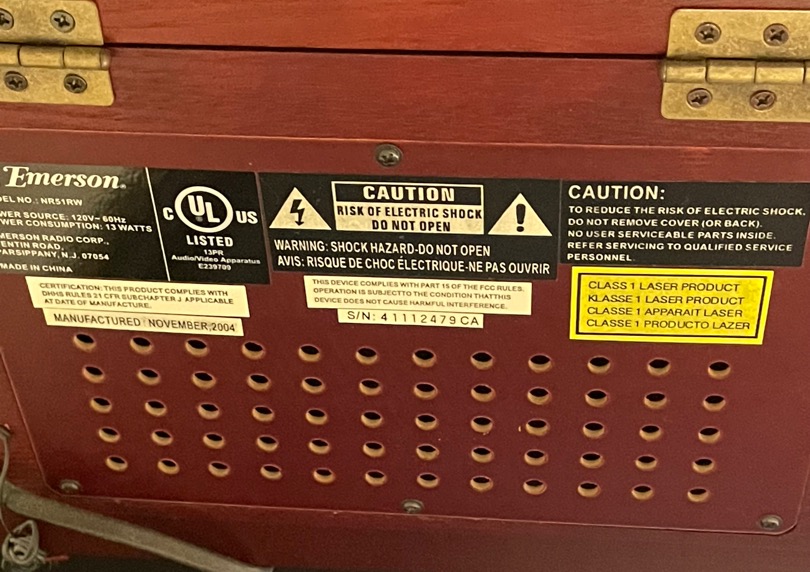 Emerson®
DEL NO.: NR51RW
WER SOURCE: 120V~ 60Hz
WER CONSUMPTION: 13 WATTS
MERSON RADIO CORP.,
ENTIN ROAD,
ARSIPPANY, N.J. 07054
MADE IN CHINA
C UL US
LISTED
13PR
Audio/Video Apparatus
E239709
CAUTION
RISK OF ELECTRIC SHOCK
DO NOT OPEN
WARNING: SHOCK HAZARD-DO NOT OPEN
AVIS: RISQUE DE CHOC ÉLECTRIQUE-NE PAS OUVRIR
CAUTION:
TO REDUCE THE RISK OF ELECTRIC SHOCK,
DO NOT REMOVE COVER (OR BACK).
NO USER SERVICEABLE PARTS INSIDE.
REFER SERVICING TO QUALIFIED SERVICE
PERSONNEL
CERTIFICATION: THIS PRODUCT COMPLIES WITH
DHHS RULES 21 CFR SUBCHAPTER J APPLICABLE
AT DATE OF MANUFACTURE.
MANUFACTURED : NOVEMBER,2004
THIS DEVICE COMPLIES WITH PART 15 OF THE FCC RULES.
OPERATION IS SUBJECTTO THE CONDITION THATTHIS
DEVICE DOES NOT CAUSE HARMFUL INTERFERENCE.
S/N: 41112479CA
CLASS 1 LASER PRODUCT
KLASSE 1 LASER PRODUCT
CLASSE 1 APPARAIT LASER
CLASSE 1 PRODUCTO LAZER